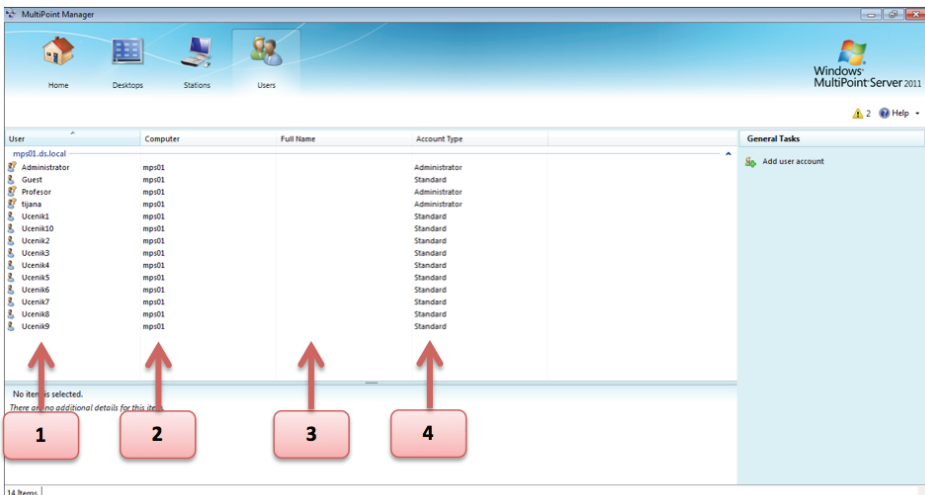 MultiPoint Manager
Home Desktops Stations Users
Windows®
MultiPoint® Server 2011
2 Help
User Computer Full Name Account Type
General Tasks
mps01.ds.local
Add user account
Administrator mps01 Administrator
Guest mps01 Standard
Profesor mps01 Administrator
tijana mps01 Administrator
Ucenik1 mps01 Standard
Ucenik10 mps01 Standard
Ucenik2 mps01 Standard
Ucenik3 mps01 Standard
Ucenik4 mps01 Standard
Ucenik5 mps01 Standard
Ucenik6 mps01 Standard
Ucenik7 mps01 Standard
Ucenik8 mps01 Standard
Ucenik9 mps01 Standard
No item is selected.
There are no additional details for this item.
1 2 3 4
14 Items